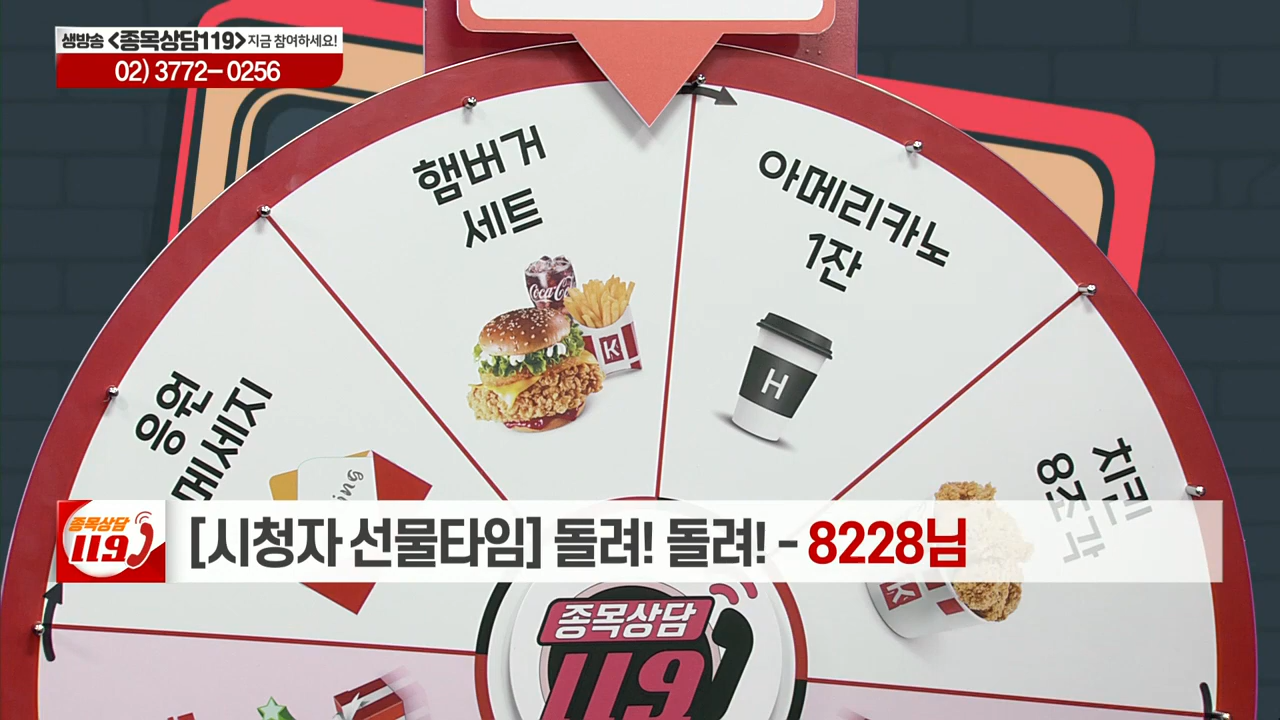 생방송 <종목상담119> 지금 참여하세요!
02) 3772-0256
햄버거
세트
아메리카노
1잔
Coca-Co
K
H
응원
메세지
ing
치킨
8조각
K
종목상담
119
[시청자 선물타임] 돌려! 돌려! - 8228님
종목상담
119